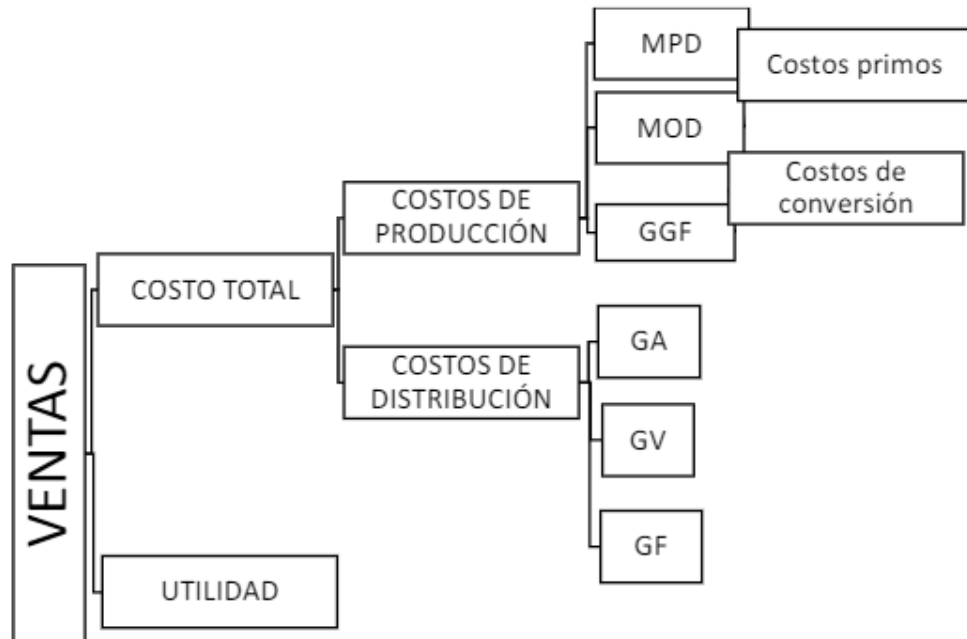 MPD
Costos primos
MOD
Costos de
conversión
COSTOS DE
PRODUCCIÓN
GGF
COSTO TOTAL
GA
COSTOS DE
DISTRIBUCIÓN
GV
VENTAS
GF
UTILIDAD